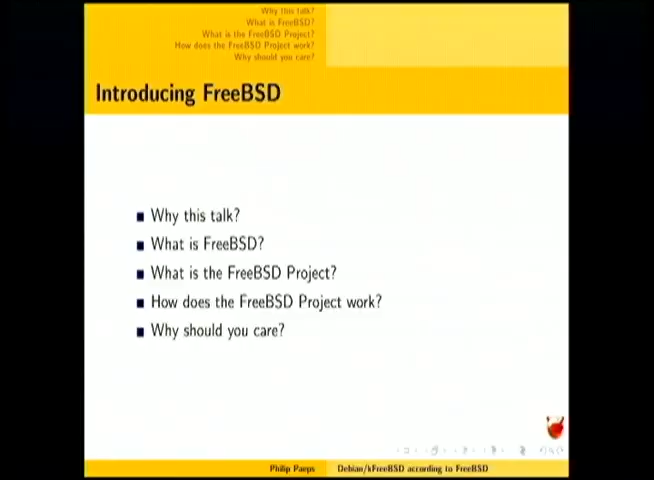 Why this talk?
What is FreeBSD?
What is the FreeBSD Project?
How does the FreeBSD Project work?
Why should you care?
Introducing FreeBSD
Why this talk?
What is FreeBSD?
What is the FreeBSD Project?
How does the FreeBSD Project work?
Why should you care?
Philip Paeps Debian/kFreeBSD according to FreeBSD